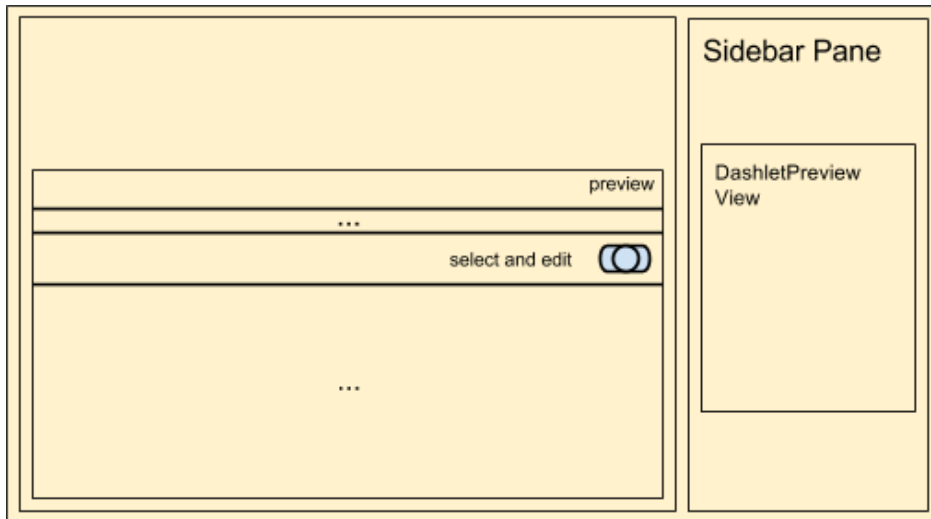 preview
...
select and edit
...
Sidebar Pane
DashletPreview
View